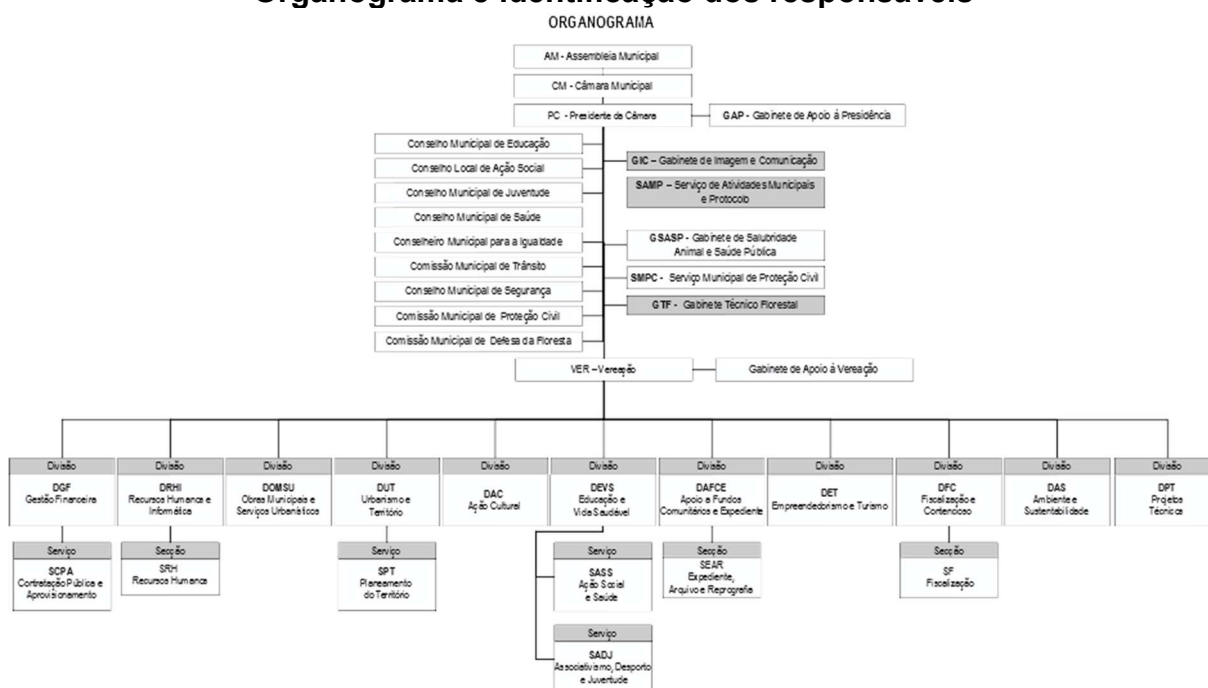 Organograma e identificação dos responsáveis
ORGANOGRAMA
AM - Assembleia Municipal
CM - Câmara Municipal
PC - Presidente da Câmara
GAP - Gabinete de Apoio à Presidência
Conselho Municipal de Educação
Conselho Local de Ação Social
Conselho Municipal de Juventude
Conselho Municipal de Saúde
Conselheiro Municipal para a Igualdade
Comissão Municipal de Trânsito
Conselho Municipal de Segurança
Comissão Municipal de Proteção Civil
Comissão Municipal de Defesa da Floresta
GIC – Gabinete de Imagem e Comunicação
SAMP – Serviço de Atividades Municipais
e Protocolo
GSASP - Gabinete de Salubridade
Animal e Saúde Pública
SMPC - Serviço Municipal de Proteção Civil
GTF - Gabinete Técnico Florestal
VER – Vereação
Gabinete de Apoio à Vereação
Divisão
DGF
Gestão Financeira
Divisão
DRHI
Recursos Humanos e
Informática
Divisão
DOMSU
Obras Municipais e
Serviços Urbanísticos
Divisão
DUT
Urbanismo e
Território
Divisão
DAC
Ação Cultural
Divisão
DEVS
Educação e
Vida Saudável
Divisão
DAFCE
Apoio a Fundos
Comunitários e Expediente
Divisão
DET
Empreendedorismo e Turismo
Divisão
DFC
Fiscalização e
Contencioso
Divisão
DAS
Ambiente e
Sustentabilidade
Divisão
DPT
Projetos
Técnicos
Serviço
SCPA
Contratação Pública e
Aprovisionamento
Secção
SRH
Recursos Humanos
Serviço
SPT
Planeamento
do Território
Serviço
SASS
Ação Social
e Saúde
Secção
SEAR
Expediente,
Arquivo e Reprografia
Secção
SF
Fiscalização
Serviço
SADJ
Associativismo, Desporto
e Juventude